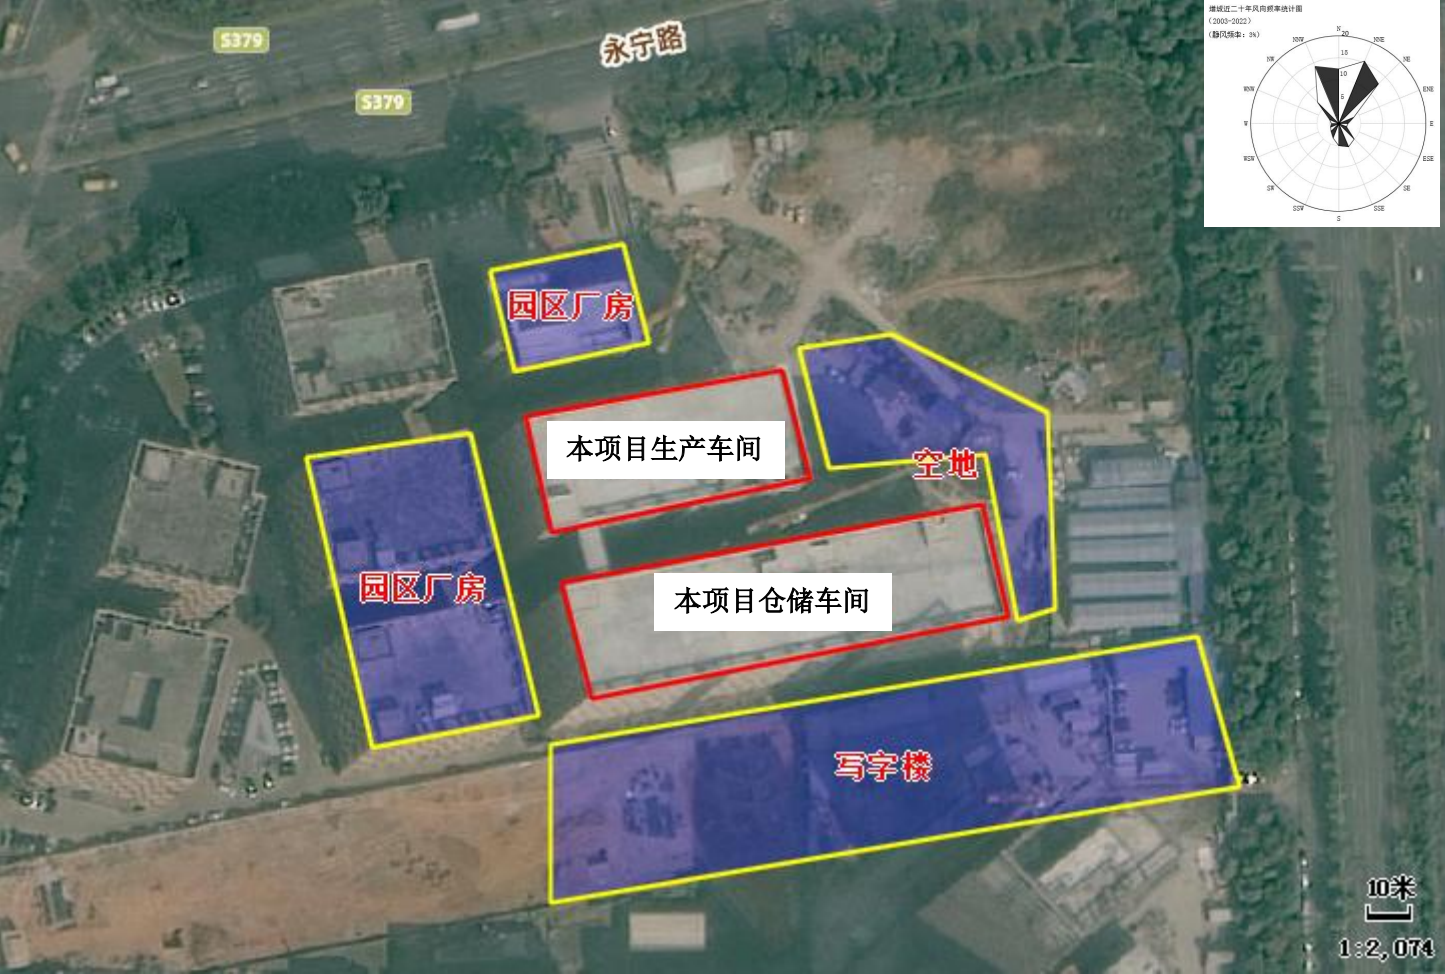 S379
永宁路
S379
增城近二十年风向频率统计图
(2003-2022)
(静风频率：3%)
N
20
15
10
5
NNW
NNE
NW
NE
WNW
ENE
W
E
WSW
ESE
SW
SE
SSW
SSE
S
园区厂房
本项目生产车间
空地
园区厂房
本项目仓储车间
写字楼
10米
1:2,074